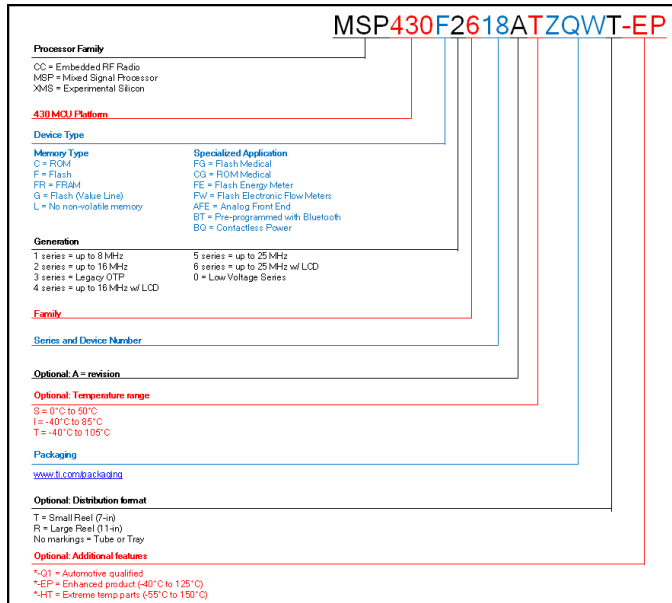 MSP430F2618ATZQWT-EP
Processor Family
CC = Embedded RF Radio
MSP = Mixed Signal Processor
XMS = Experimental Silicon
430 MCU Platform
Device Type
Memory Type
C = ROM
F = Flash
FR = FRAM
G = Flash (Value Line)
L = No non-volatile memory
Specialized Application
FG = Flash Medical
CG = ROM Medical
FE = Flash Energy Meter
FW = Flash Electronic Flow Meters
AFE = Analog Front End
BT = Pre-programmed with Bluetooth
BQ = Contactless Power
Generation
1 series = up to 8 MHz
2 series = up to 16 MHz
3 series = Legacy OTP
4 series = up to 16 MHz w/ LCD
5 series = up to 25 MHz
6 series = up to 25 MHz w/ LCD
0 = Low Voltage Series
Family
Series and Device Number
Optional: A = revision
Optional: Temperature range
S = 0°C to 50°C
I = -40°C to 85°C
T = -40°C to 105°C
Packaging
www.ti.com/packaging
Optional: Distribution format
T = Small Reel (7-in)
R = Large Reel (11-in)
No markings = Tube or Tray
Optional: Additional features
*-Q1 = Automotive qualified
*-EP = Enhanced product (-40°C to 125°C)
*-HT = Extreme temp parts (-55°C to 150°C)